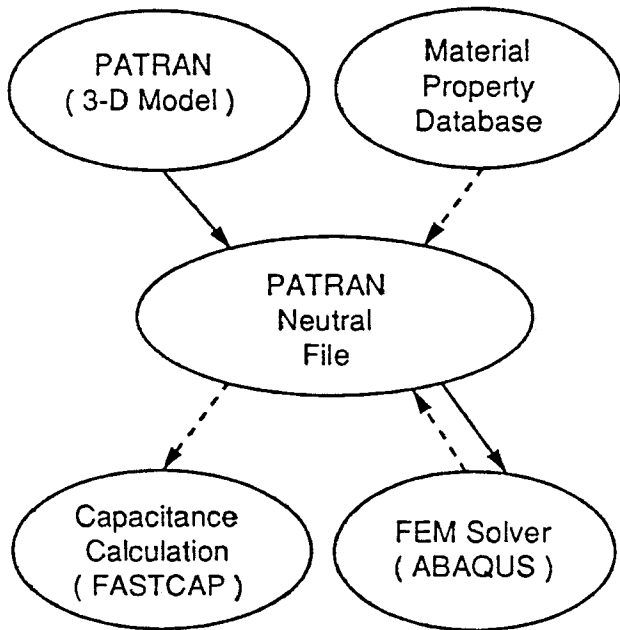 PATRAN
( 3-D Model )
Material
Property
Database
PATRAN
Neutral
File
Capacitance
Calculation
( FASTCAP )
FEM Solver
( ABAQUS )